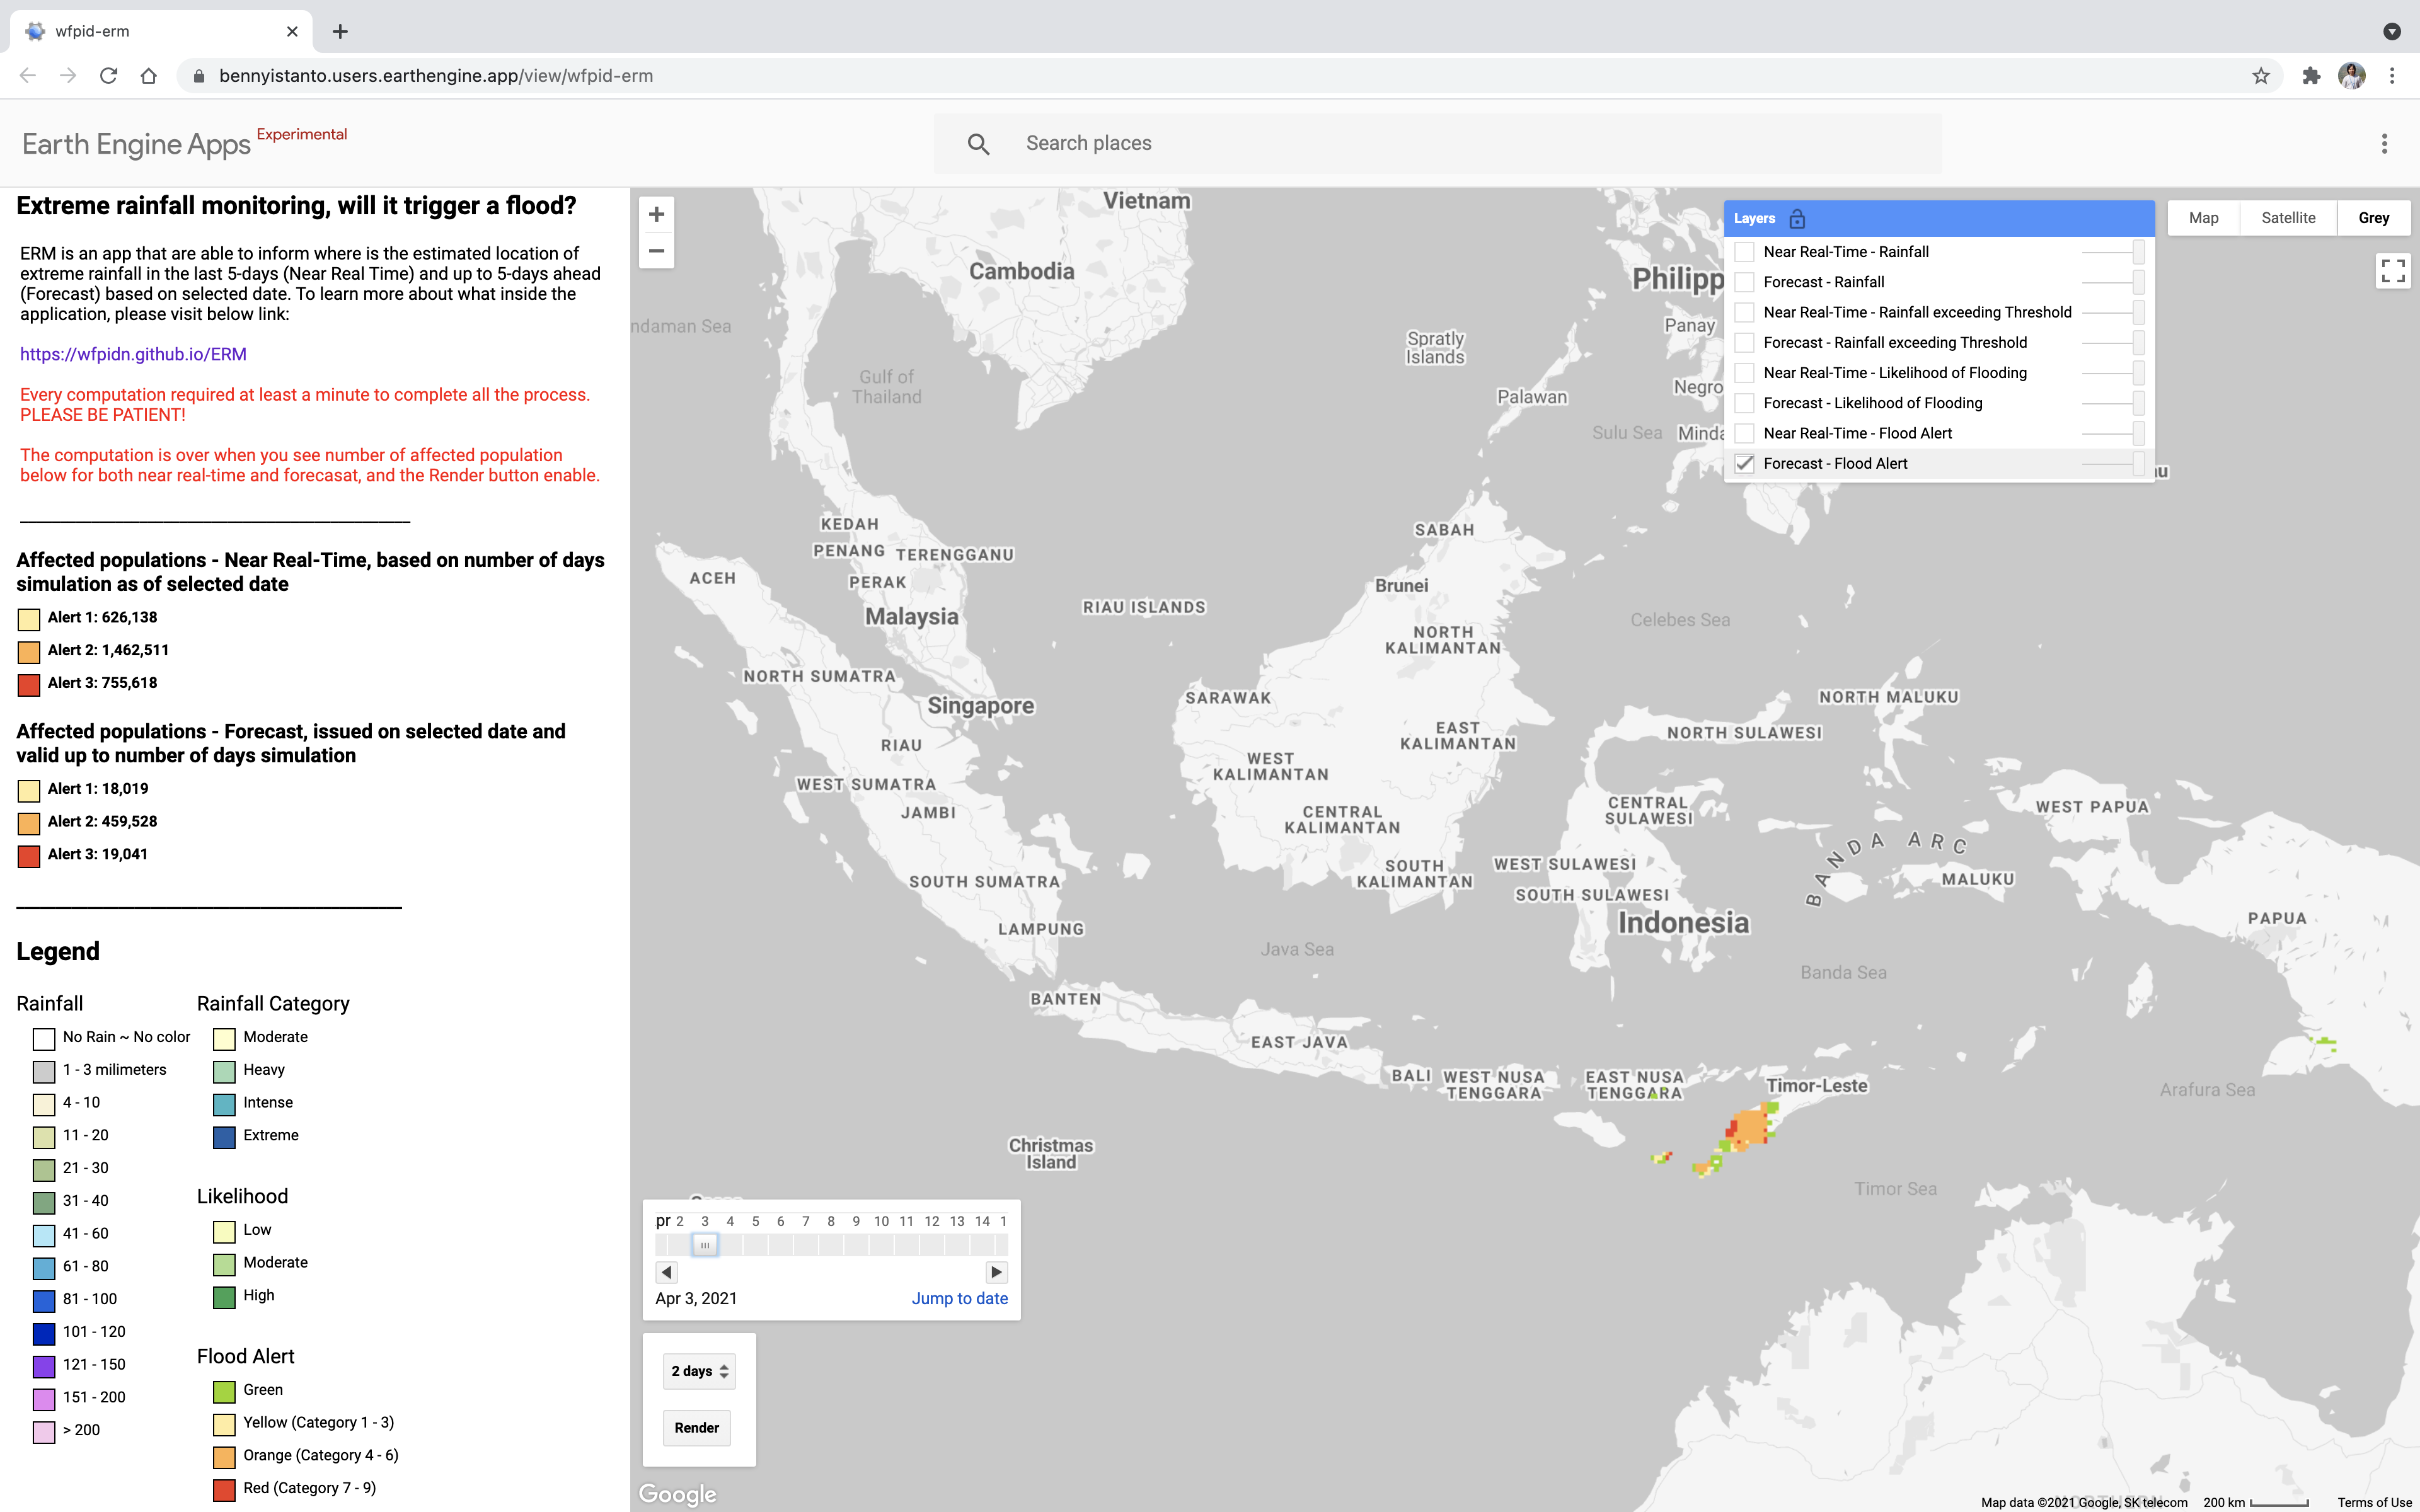 wfpid-erm
bennyistanto.users.earthengine.app/view/wfpid-erm
Earth Engine Apps Experimental
Search places
Extreme rainfall monitoring, will it trigger a flood?
ERM is an app that are able to inform where is the estimated location of
extreme rainfall in the last 5-days (Near Real Time) and up to 5-days ahead
(Forecast) based on selected date. To learn more about what inside the
application, please visit below link:
https://wfpidn.github.io/ERM
Every computation required at least a minute to complete all the process.
PLEASE BE PATIENT!
The computation is over when you see number of affected population
below for both near real-time and forecasat, and the Render button enable.
Affected populations - Near Real-Time, based on number of days
simulation as of selected date
Alert 1: 626,138
Alert 2: 1,462,511
Alert 3: 755,618
Affected populations - Forecast, issued on selected date and
valid up to number of days simulation
Alert 1: 18,019
Alert 2: 459,528
Alert 3: 19,041
Legend
Rainfall
No Rain ~ No color
1 - 3 milimeters
4 - 10
11 - 20
21 - 30
31 - 40
41 - 60
61 - 80
81 - 100
101 - 120
121 - 150
151 - 200
> 200
Rainfall Category
Moderate
Heavy
Intense
Extreme
Likelihood
Low
Moderate
High
Flood Alert
Green
Yellow (Category 1 - 3)
Orange (Category 4 - 6)
Red (Category 7 - 9)
Layers
Near Real-Time - Rainfall
Forecast - Rainfall
Near Real-Time - Rainfall exceeding Threshold
Forecast - Rainfall exceeding Threshold
Near Real-Time - Likelihood of Flooding
Forecast - Likelihood of Flooding
Near Real-Time - Flood Alert
Forecast - Flood Alert
Map Satellite Grey
Vietnam
Cambodia
Philipp
ndaman Sea
Spratly
Islands
Panay
Gulf of
Thailand
Palawan
Negro
Sulu Sea
Minda
au
KEDAH
PENANG
TERENGGANU
SABAH
ACEH
PERAK
Brunei
Malaysia
RIAU ISLANDS
Celebes Sea
NORTH
KALIMANTAN
NORTH SUMATRA
SARAWAK
NORTH MALUKU
Singapore
EAST
KALIMANTAN
NORTH SULAWESI
RIAU
WEST
KALIMANTAN
WEST SUMATRA
JAMBI
CENTRAL
KALIMANTAN
CENTRAL
SULAWESI
WEST PAPUA
BANDA ARC
SOUTH
KALIMANTAN
WEST SULAWESI
MALUKU
SOUTH SUMATRA
SOUTH SULAWESI
Indonesia
PAPUA
LAMPUNG
Java Sea
Banda Sea
BANTEN
EAST JAVA
BALI
WEST NUSA
TENGGARA
EAST NUSA
TENGGARA
Timor-Leste
Arafura Sea
Christmas
Island
Timor Sea
pr 2 3 4 5 6 7 8 9 10 11 12 13 14 1
Apr 3, 2021
Jump to date
2 days
Render
Google
Map data ©2021 Google, SK telecom 200 km Terms of Use